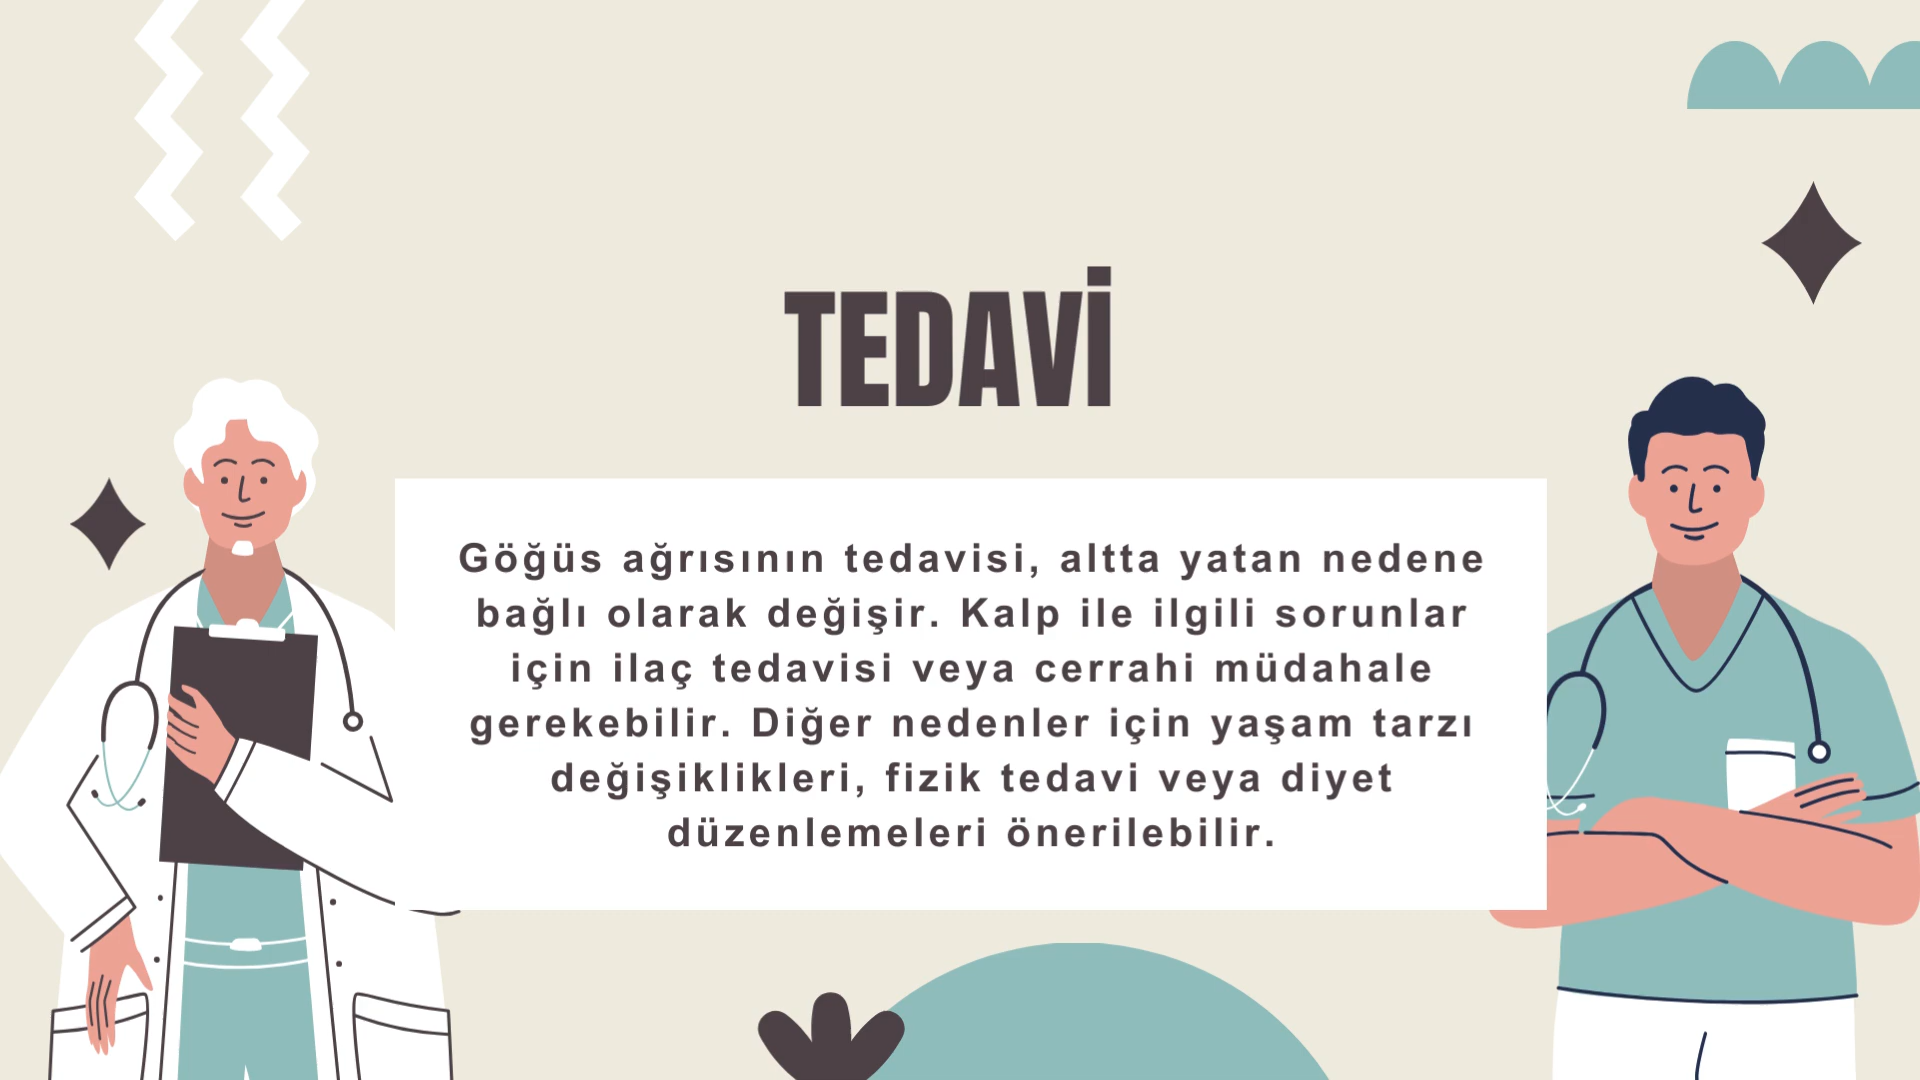 TEDAVİ
Göğüs ağrısının tedavisi, altta yatan nedene
bağlı olarak değişir. Kalp ile ilgili sorunlar
için ilaç tedavisi veya cerrahi müdahale
gerekebilir. Diğer nedenler için yaşam tarzı
değişiklikleri, fizik tedavi veya diyet
düzenlemeleri önerilebilir.